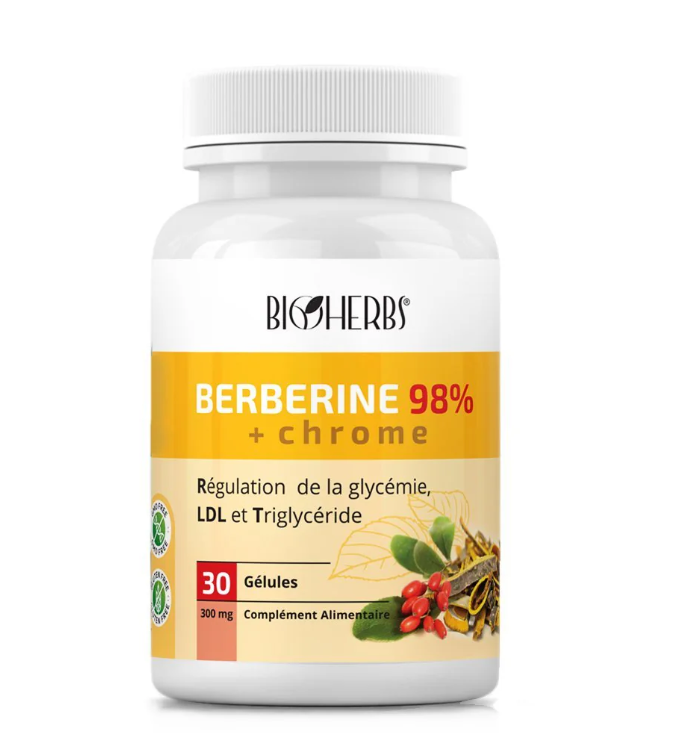 BIOHERBS®
BERBERINE 98%
+ chrome
Régulation de la glycémie,
LDL et Triglycéride
30 Gélules
300 mg Complément Alimentaire